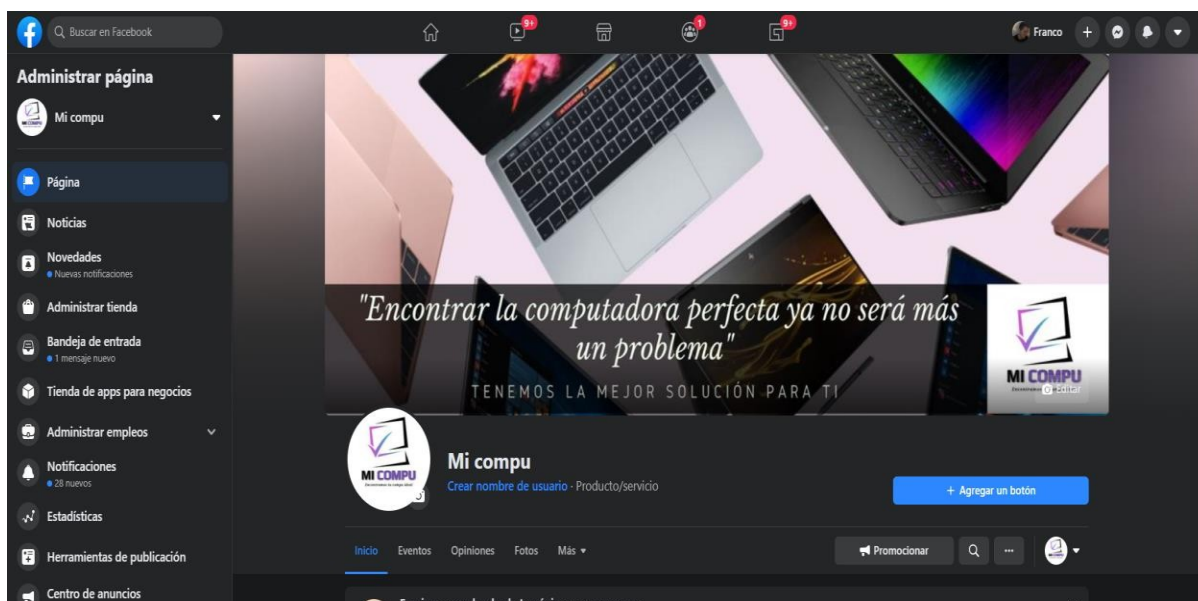 Buscar en Facebook
9+
1
9+
Franco
Administrar página
Mi compu
Página
Noticias
Novedades
Nuevas notificaciones
Administrar tienda
Bandeja de entrada
1 mensaje nuevo
Tienda de apps para negocios
Administrar empleos
Notificaciones
28 nuevos
Estadísticas
Herramientas de publicación
Centro de anuncios
"Encontrar la computadora perfecta ya no será más
un problema"
TENEMOS LA MEJOR SOLUCIÓN PARA TI
MI COMPU
Editar
MI COMPU
Mi compu
Crear nombre de usuario · Producto/servicio
+ Agregar un botón
Inicio Eventos Opiniones Fotos Más
Promocionar